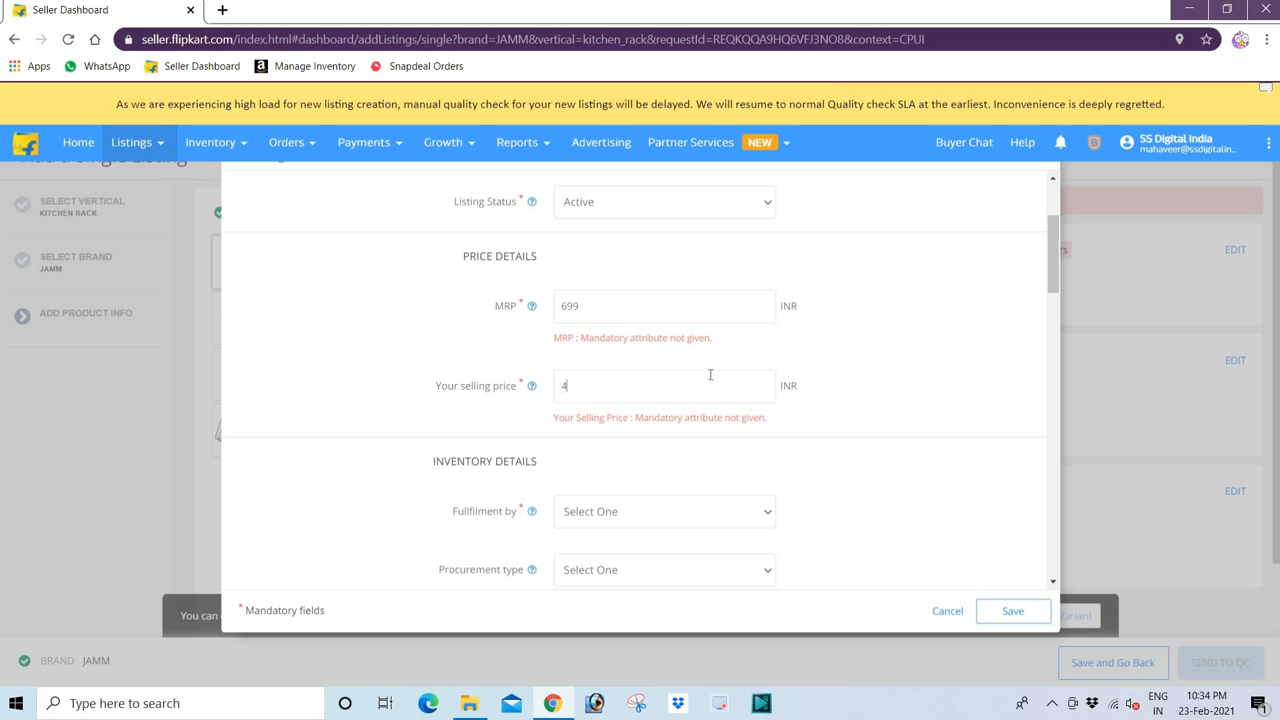 Seller Dashboard
seller.flipkart.com/index.html#dashboard/addListings/single?brand=JAMM&vertical=kitchen_rack&requestId=REQKQQA9HQ6VFJ3NO88&context=CPUI
Apps WhatsApp Seller Dashboard Manage Inventory Snapdeal Orders
As we are experiencing high load for new listing creation, manual quality check for your new listings will be delayed. We will resume to normal Quality check SLA at the earliest. Inconvenience is deeply regretted.
Home Listings Inventory Orders Payments Growth Reports Advertising Partner Services NEW Buyer Chat Help SS Digital India
mahaveer@ssdigitalin...
SELECT VERTICAL
KITCHEN RACK
SELECT BRAND
JAMM
ADD PRODUCT INFO
Listing Status * Active
EDIT
PRICE DETAILS
MRP * 699 INR
MRP : Mandatory attribute not given.
EDIT
Your selling price * 4 INR
Your Selling Price : Mandatory attribute not given.
INVENTORY DETAILS
EDIT
Fullfilment by * Select One
Procurement type Select One
* Mandatory fields Cancel Save
You can
Variant
BRAND JAMM Save and Go Back SEND TO QC
Type here to search
ENG 10:34 PM
IN 23-Feb-2021
1